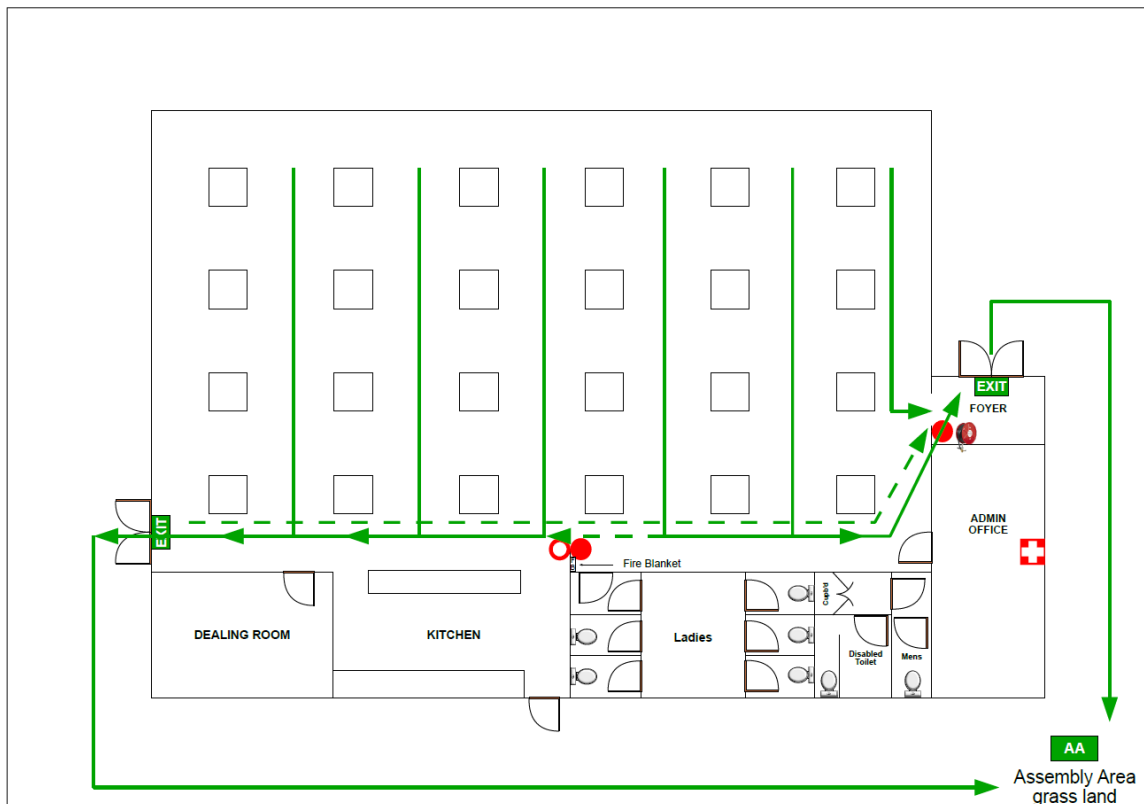 EXIT
FOYER
ADMIN
OFFICE
EXIT
Fire Blanket
DEALING ROOM
KITCHEN
Ladies
Cupb'd
Disabled
Toilet
Mens
AA
Assembly Area
grass land